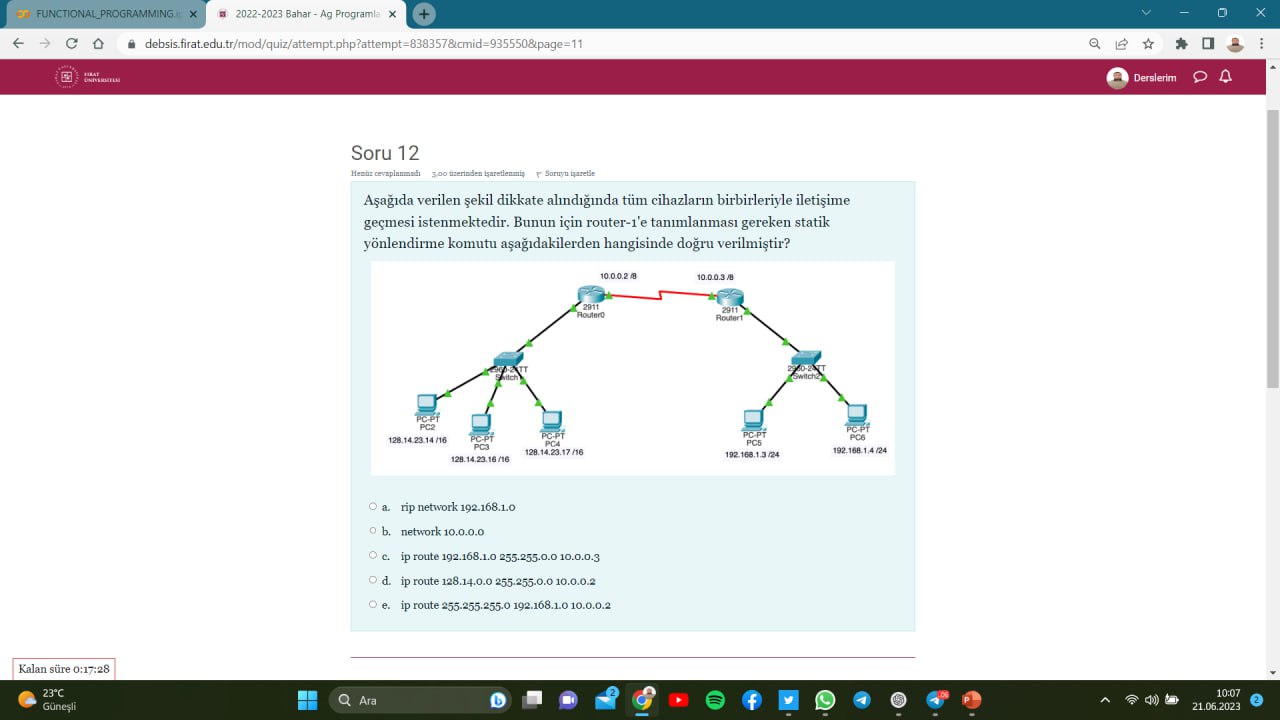 FUNCTIONAL_PROGRAMMING.i
2022-2023 Bahar - Ag Programla
debsis.firat.edu.tr/mod/quiz/attempt.php?attempt=838357&cmid=935550&page=11
FIRAT
ÜNİVERSİTESİ
Derslerim
Soru 12
Henüz cevaplanmadı 3,00 üzerinden işaretlenmiş Soruyu işaretle
Aşağıda verilen şekil dikkate alındığında tüm cihazların birbirleriyle iletişime
geçmesi istenmektedir. Bunun için router-1'e tanımlanması gereken statik
yönlendirme komutu aşağıdakilerden hangisinde doğru verilmiştir?
10.0.0.2 /8
10.0.0.3 /8
2911
Router0
2911
Router1
2960-24TT
Switch
2960-24TT
Switch2
PC-PT
PC2
128.14.23.14 /16
PC-PT
PC3
128.14.23.16 /16
PC-PT
PC4
128.14.23.17 /16
PC-PT
PC5
192.168.1.3 /24
PC-PT
PC6
192.168.1.4 /24
a. rip network 192.168.1.0
b. network 10.0.0.0
c. ip route 192.168.1.0 255.255.0.0 10.0.0.3
d. ip route 128.14.0.0 255.255.0.0 10.0.0.2
e. ip route 255.255.255.0 192.168.1.0 10.0.0.2
Kalan süre 0:17:28
23°C
Güneşli
Ara
2
10:07
21.06.2023
2